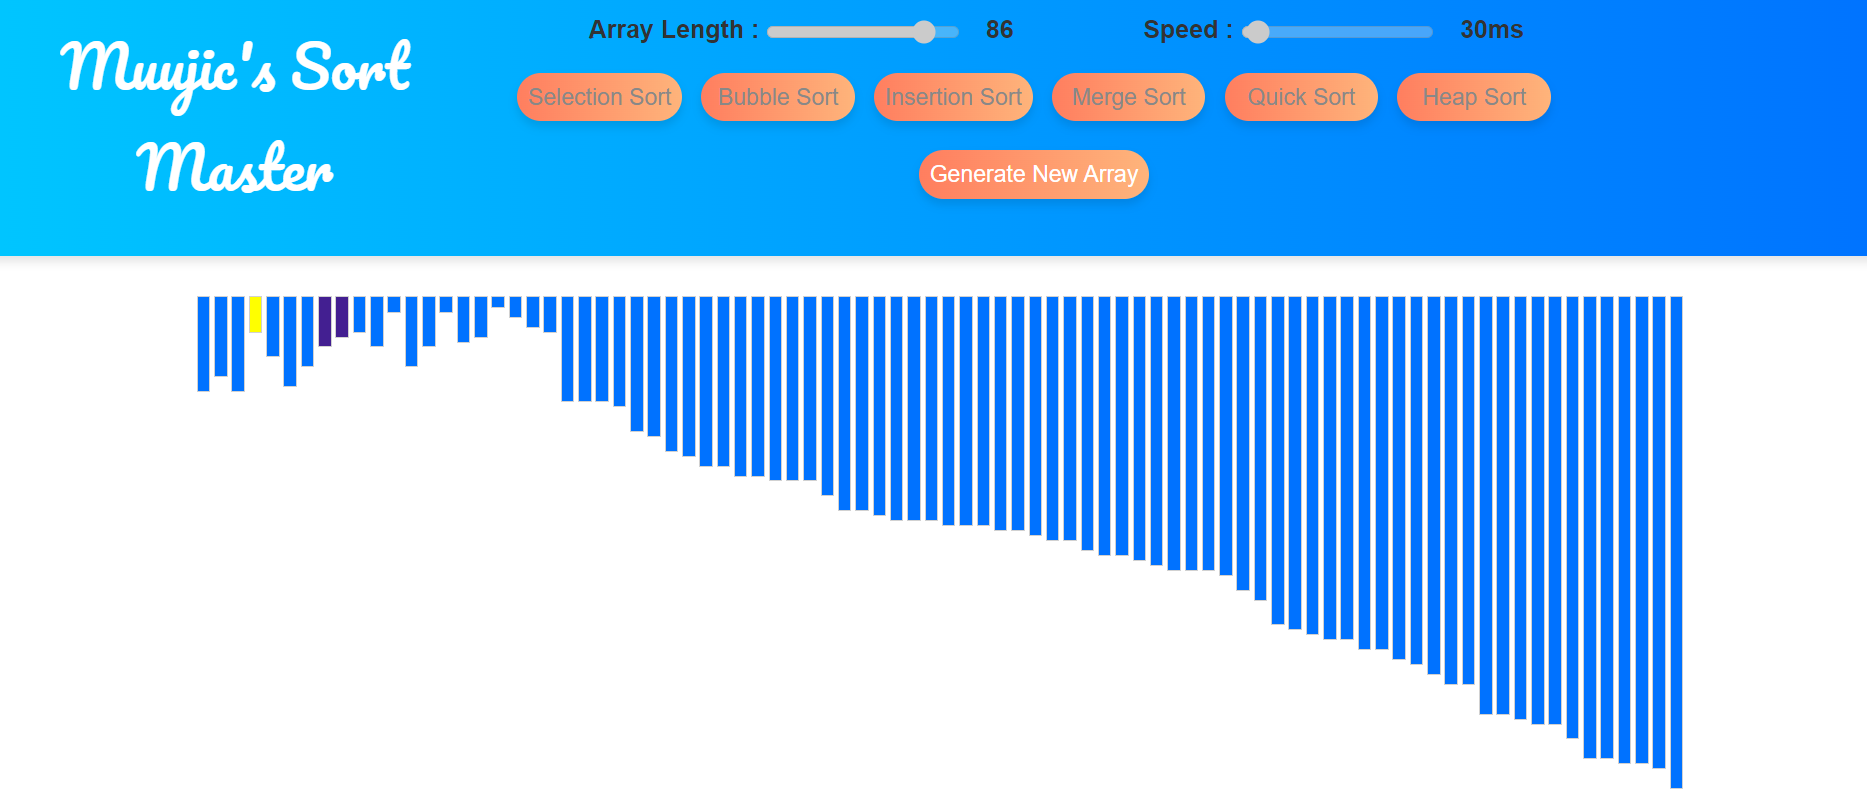 Muujic's Sort
Master
Array Length : 86
Speed : 30ms
Selection Sort
Bubble Sort
Insertion Sort
Merge Sort
Quick Sort
Heap Sort
Generate New Array